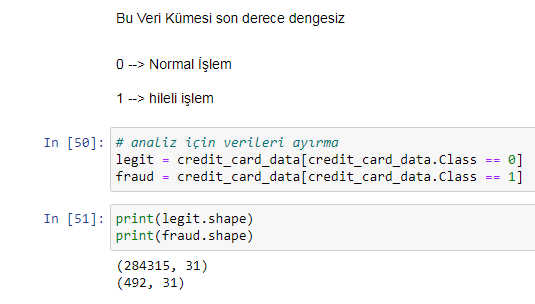 Bu Veri Kümesi son derece dengesiz
0 --> Normal İşlem
1 --> hileli işlem
In [50]: # analiz için verileri ayırma
legit = credit_card_data[credit_card_data.Class == 0]
fraud = credit_card_data[credit_card_data.Class == 1]
In [51]: print(legit.shape)
print(fraud.shape)
(284315, 31)
(492, 31)